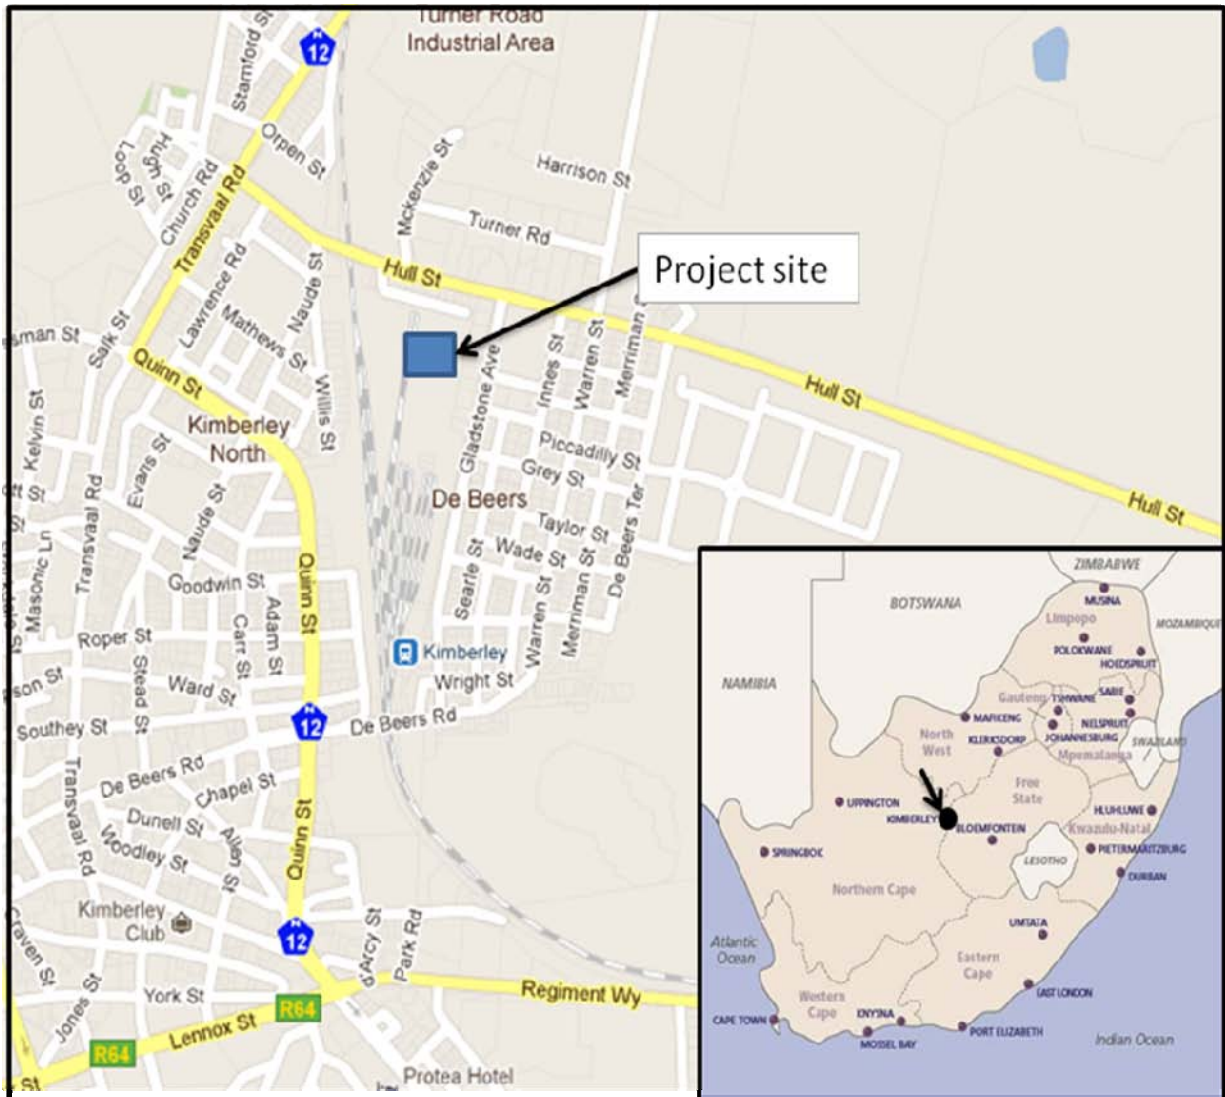 Turner Road
Industrial Area
12
Stamford St
Orpen St
Hugh St
Loop St
Church Rd
Transvaal Rd
Mckenzie St
Harrison St
Turner Rd
Hull St
Project site
Lawrence Rd
Naude St
Mathews St
Salk St
Quinn St
Willis St
Kimberley
North
Gladstone Ave
Innes St
Warren St
Merriman
Hull St
Hull St
Kelvin St
Evans St
Naude St
Transvaal Rd
Masonic Ln
Piccadilly St
Grey St
De Beers
Taylor St
Wade St
De Beers Ter
Searle St
Warren St
Merriman St
Goodwin St
Quinn St
Adam St
Carr St
Roper St
Stead St
Ward St
Kimberley
Wright St
Southey St
12
De Beers Rd
De Beers Rd
Chapel St
Transvaal Rd
Dunell St
Woodley St
Allen St
Quinn St
Kimberley
Club
12
Craven St
D'Arcy St
Park Rd
York St
Jones St
R64
Regiment Wy
Lennox St
R64
St
Protea Hotel
ZIMBABWE
BOTSWANA
MUSINA
Limpopo
MOZAMBIQUE
POLOKWANE
HOEDSPRUIT
NAMIBIA
Gauteng
TSHWANE
SABIE
MAFICENG
NELSPRUIT
JOHANNESBURG
North
West
KLERKSDORP
SWAZILAND
Mpumalanga
Free
State
UPPINGTON
KIMBERLEY
HLUHLUWE
BLOEMFONTEIN
Kwazulu-Natal
SPRINGBOC
LESOTHO
PIETERMARITZBURG
DURBAN
Northern Cape
UMTATA
Atlantic
Ocean
Eastern
Cape
EAST LONDON
Western
Cape
CAPE TOWN
KNYSNA
MOSSEL BAY
PORT ELIZABETH
Indian Ocean